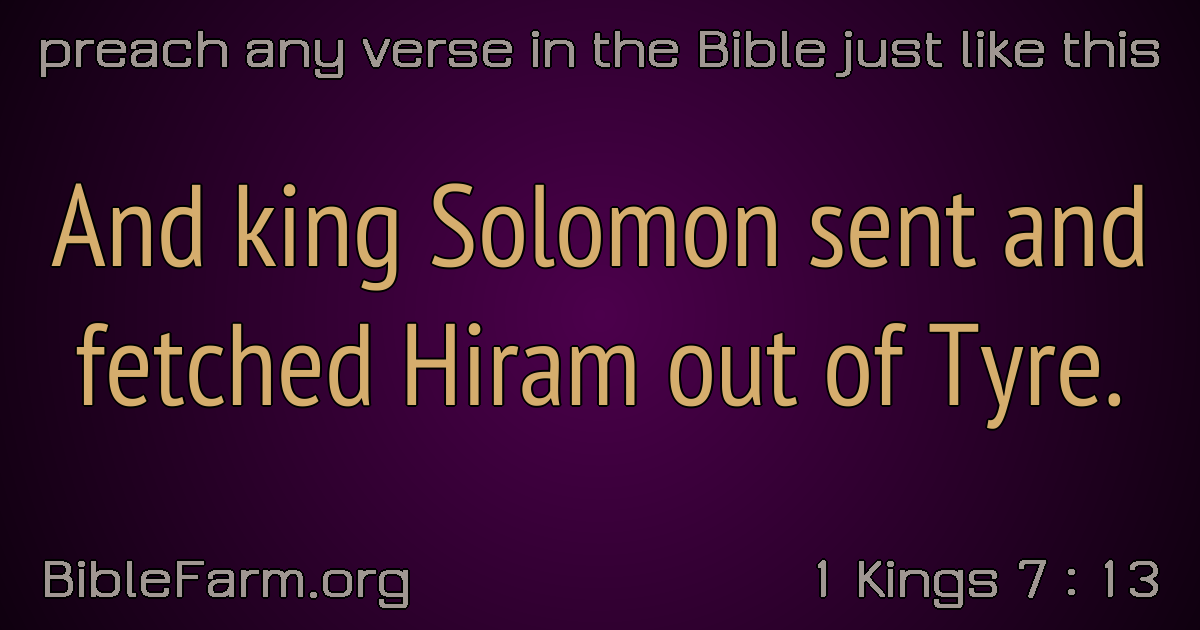 preach any verse in the Bible just like this
And king Solomon sent and
fetched Hiram out of Tyre.
BibleFarm.org
1 Kings 7 : 13